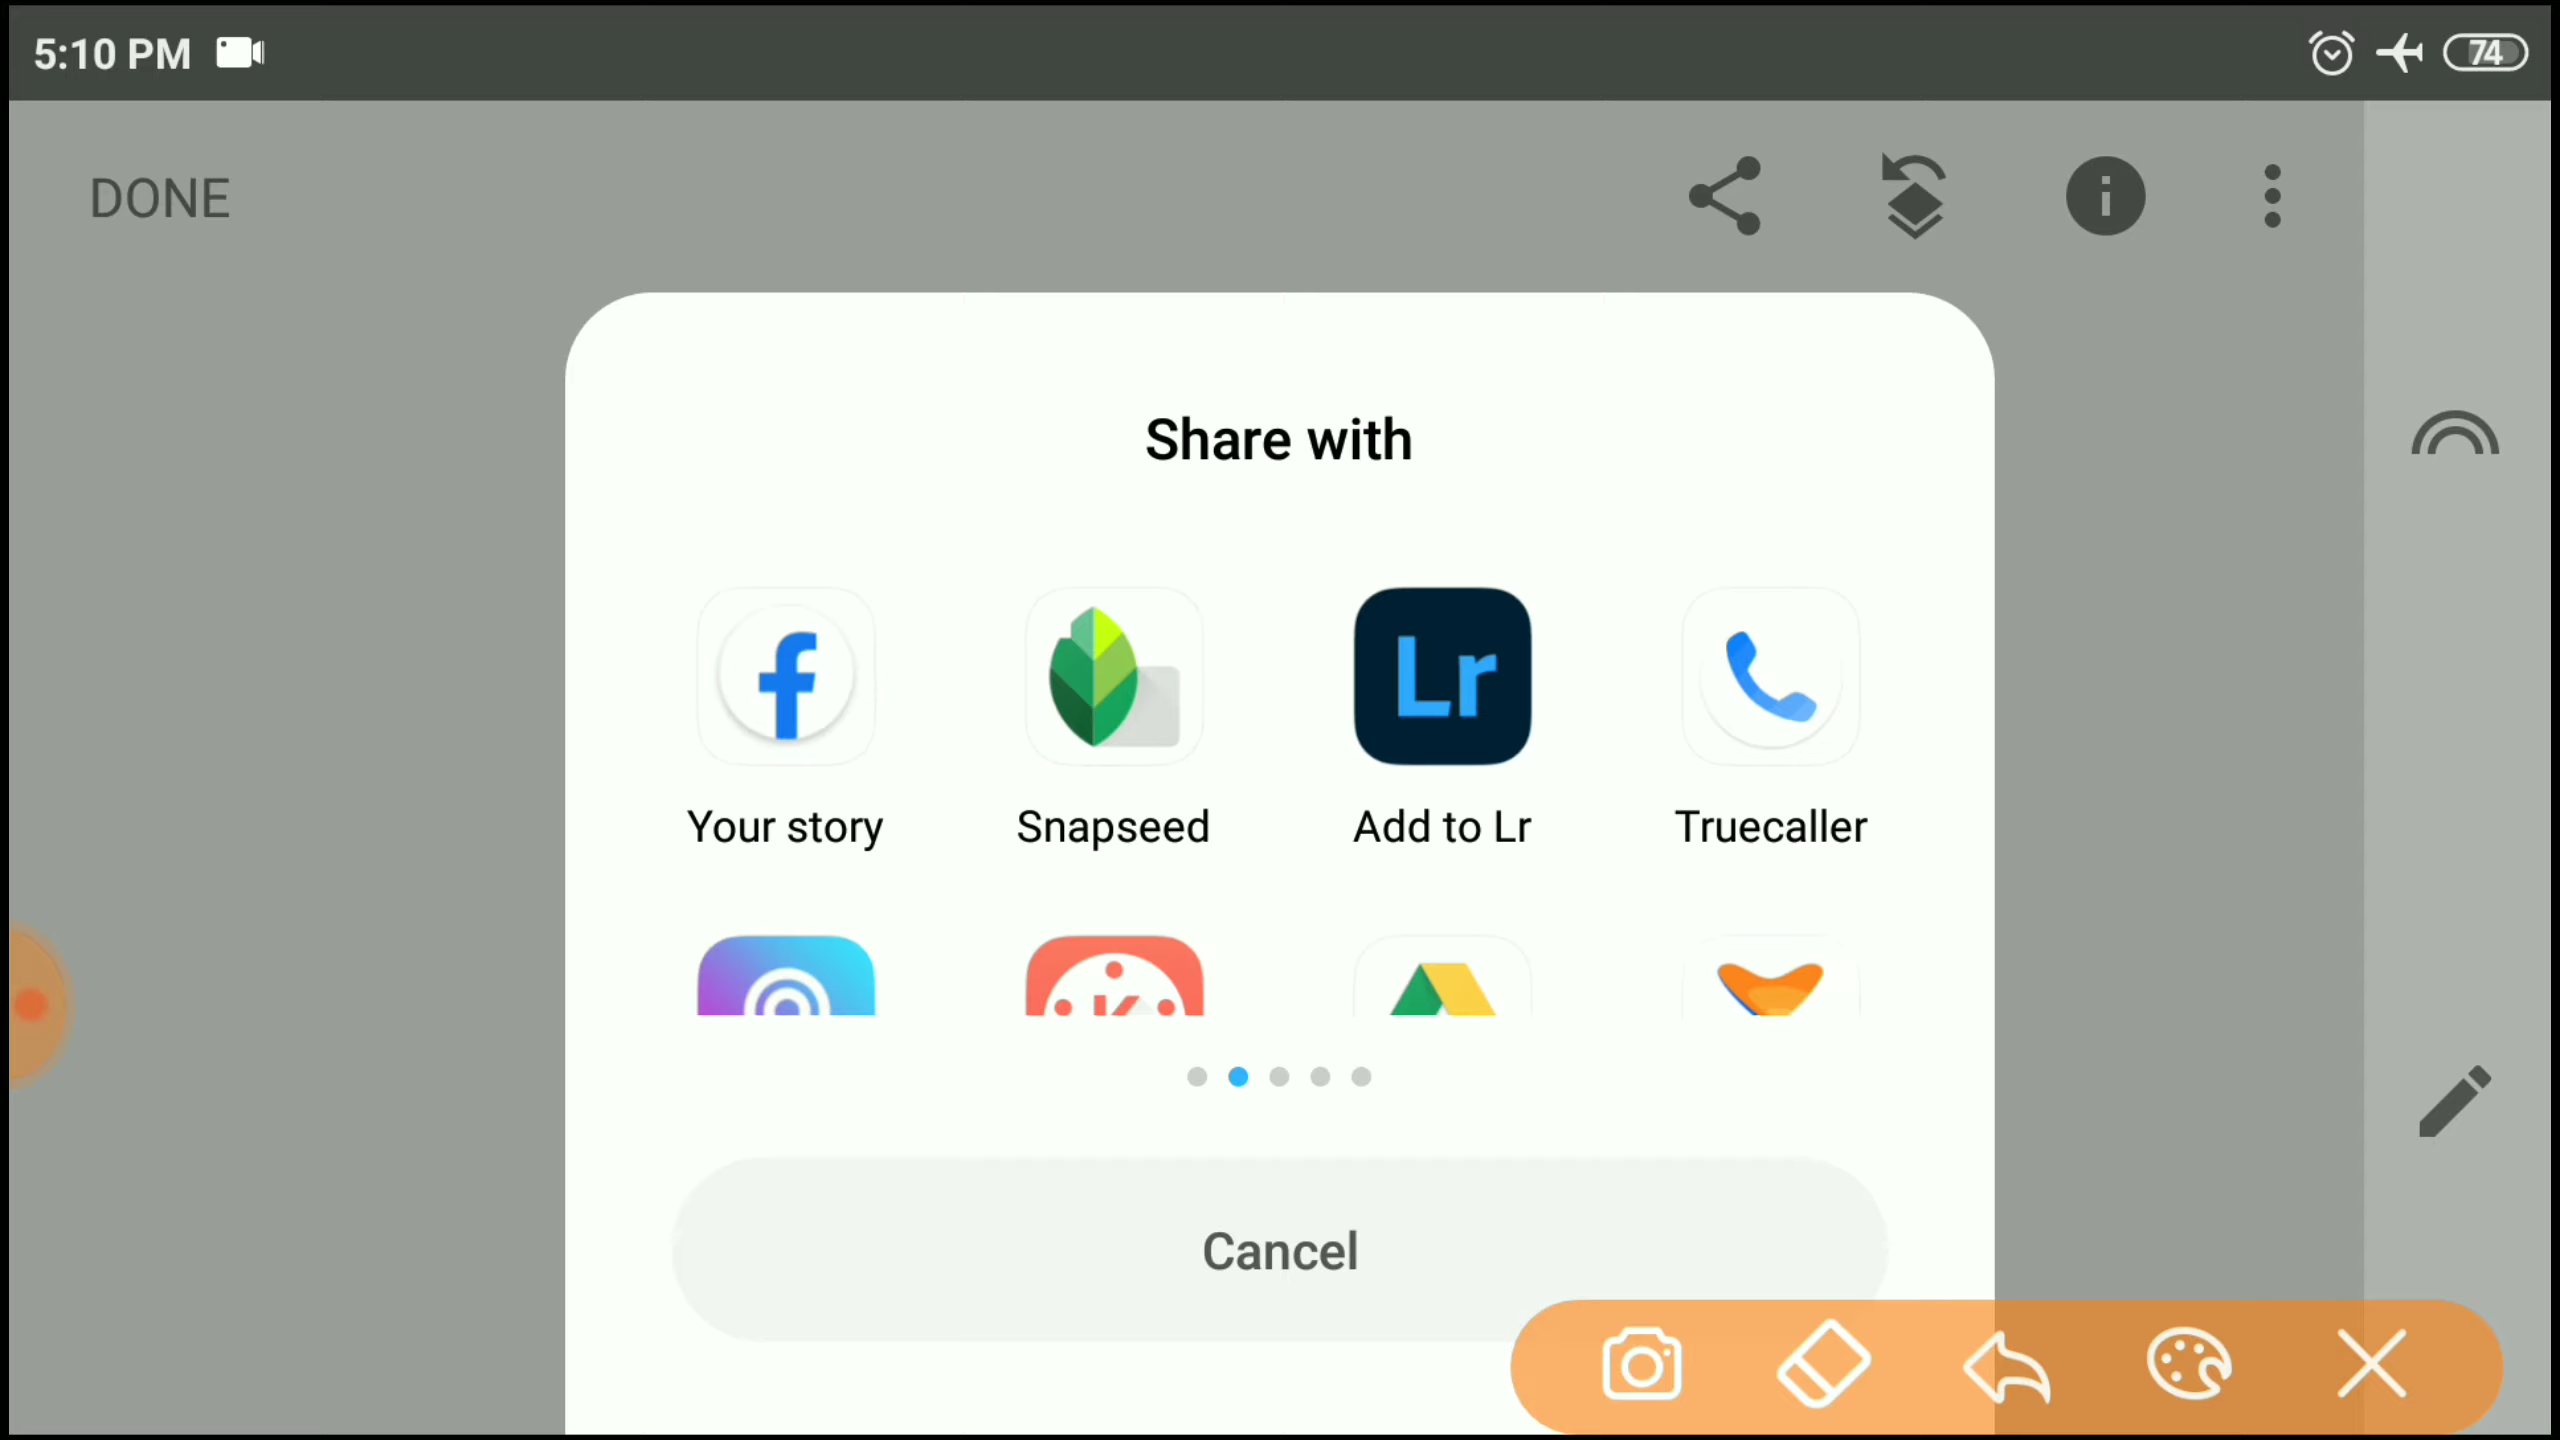 5:10 PM
74
DONE
Share with
f
Lr
Your story
Snapseed
Add to Lr
Truecaller
K
Cancel